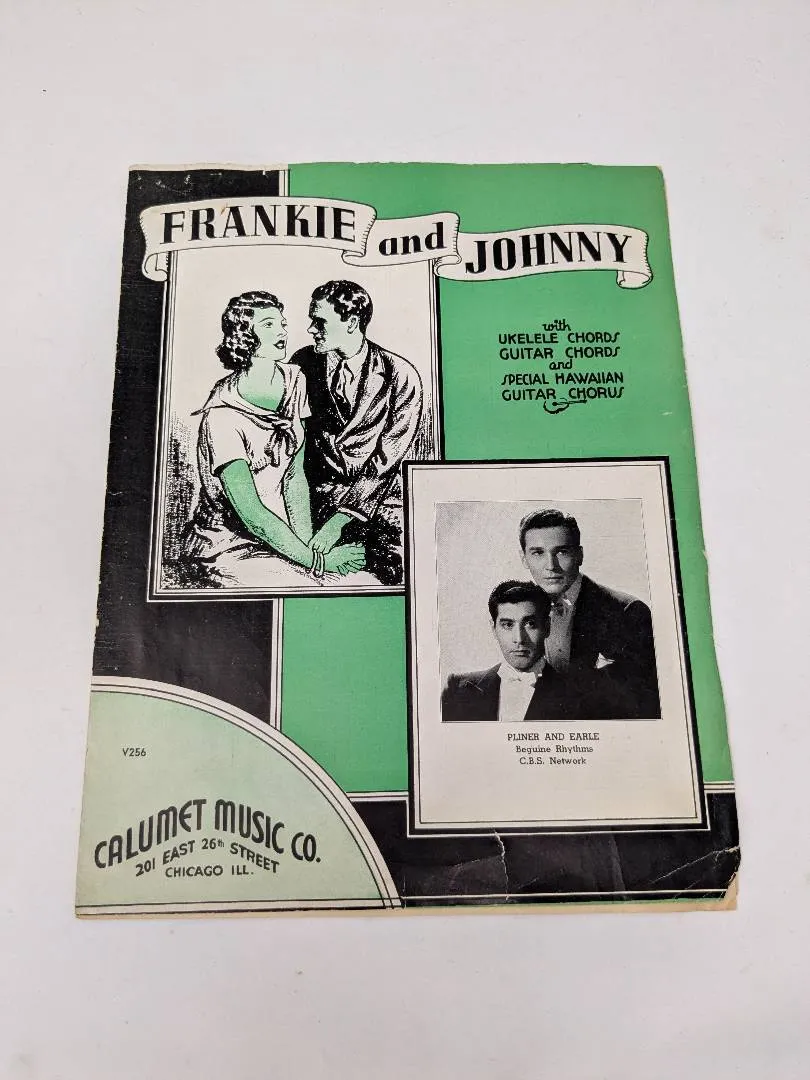 FRANKIE and JOHNNY
with
UKELELE CHORDS
GUITAR CHORDS
and
SPECIAL HAWAIIAN
GUITAR CHORUS
PLINER AND EARLE
Beguine Rhythms
C.B.S. Network
V256
CALUMET MUSIC CO.
201 EAST 26th STREET
CHICAGO ILL.